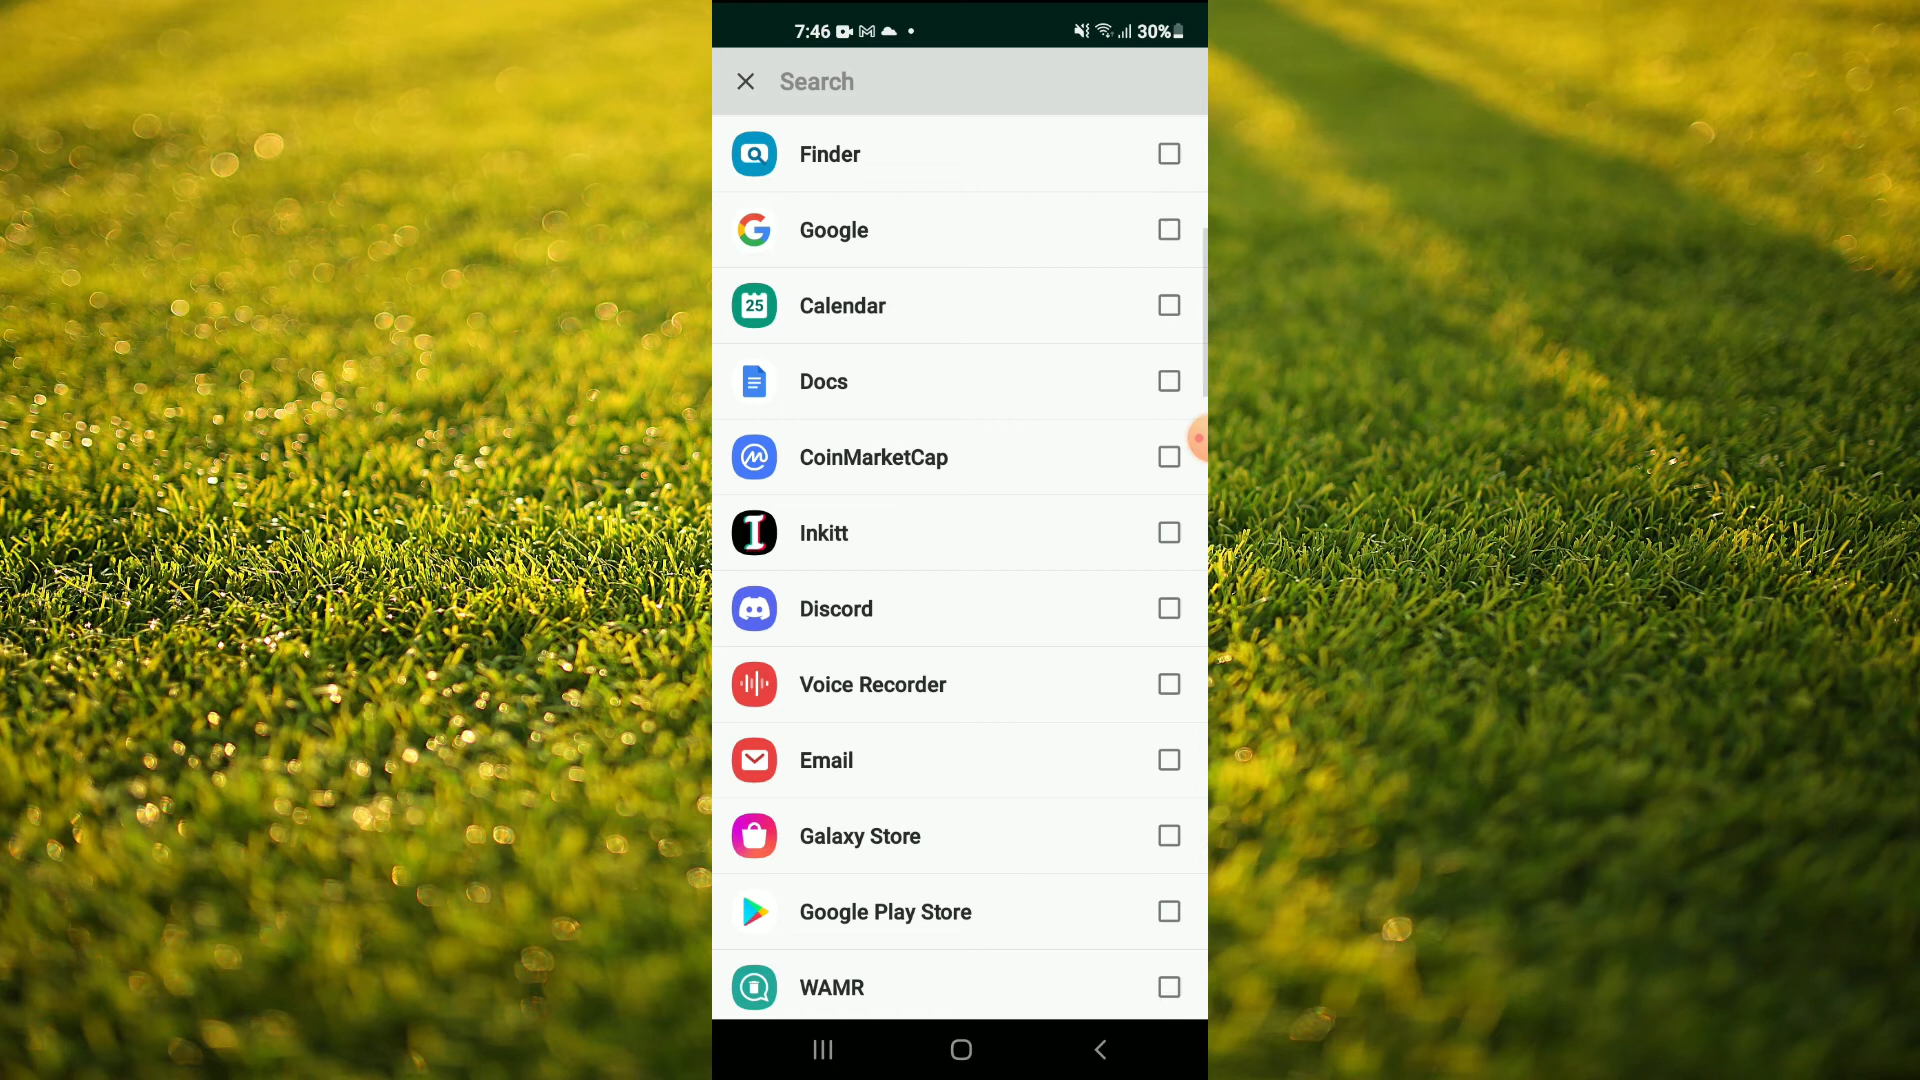 7:46 30%
Search
Finder
Google
25 Calendar
Docs
CoinMarketCap
Inkitt
Discord
Voice Recorder
Email
Galaxy Store
Google Play Store
WAMR